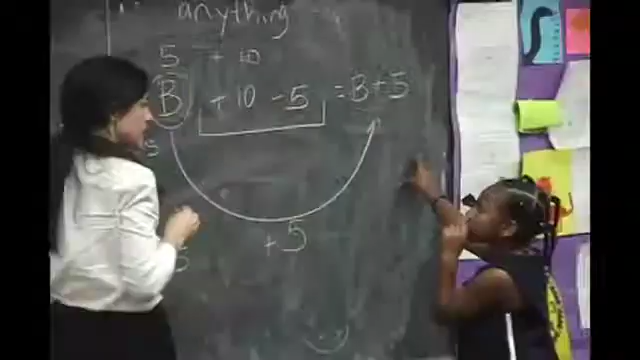 anything
5 + 10
B + 10 - 5 = B + 5
+ 5